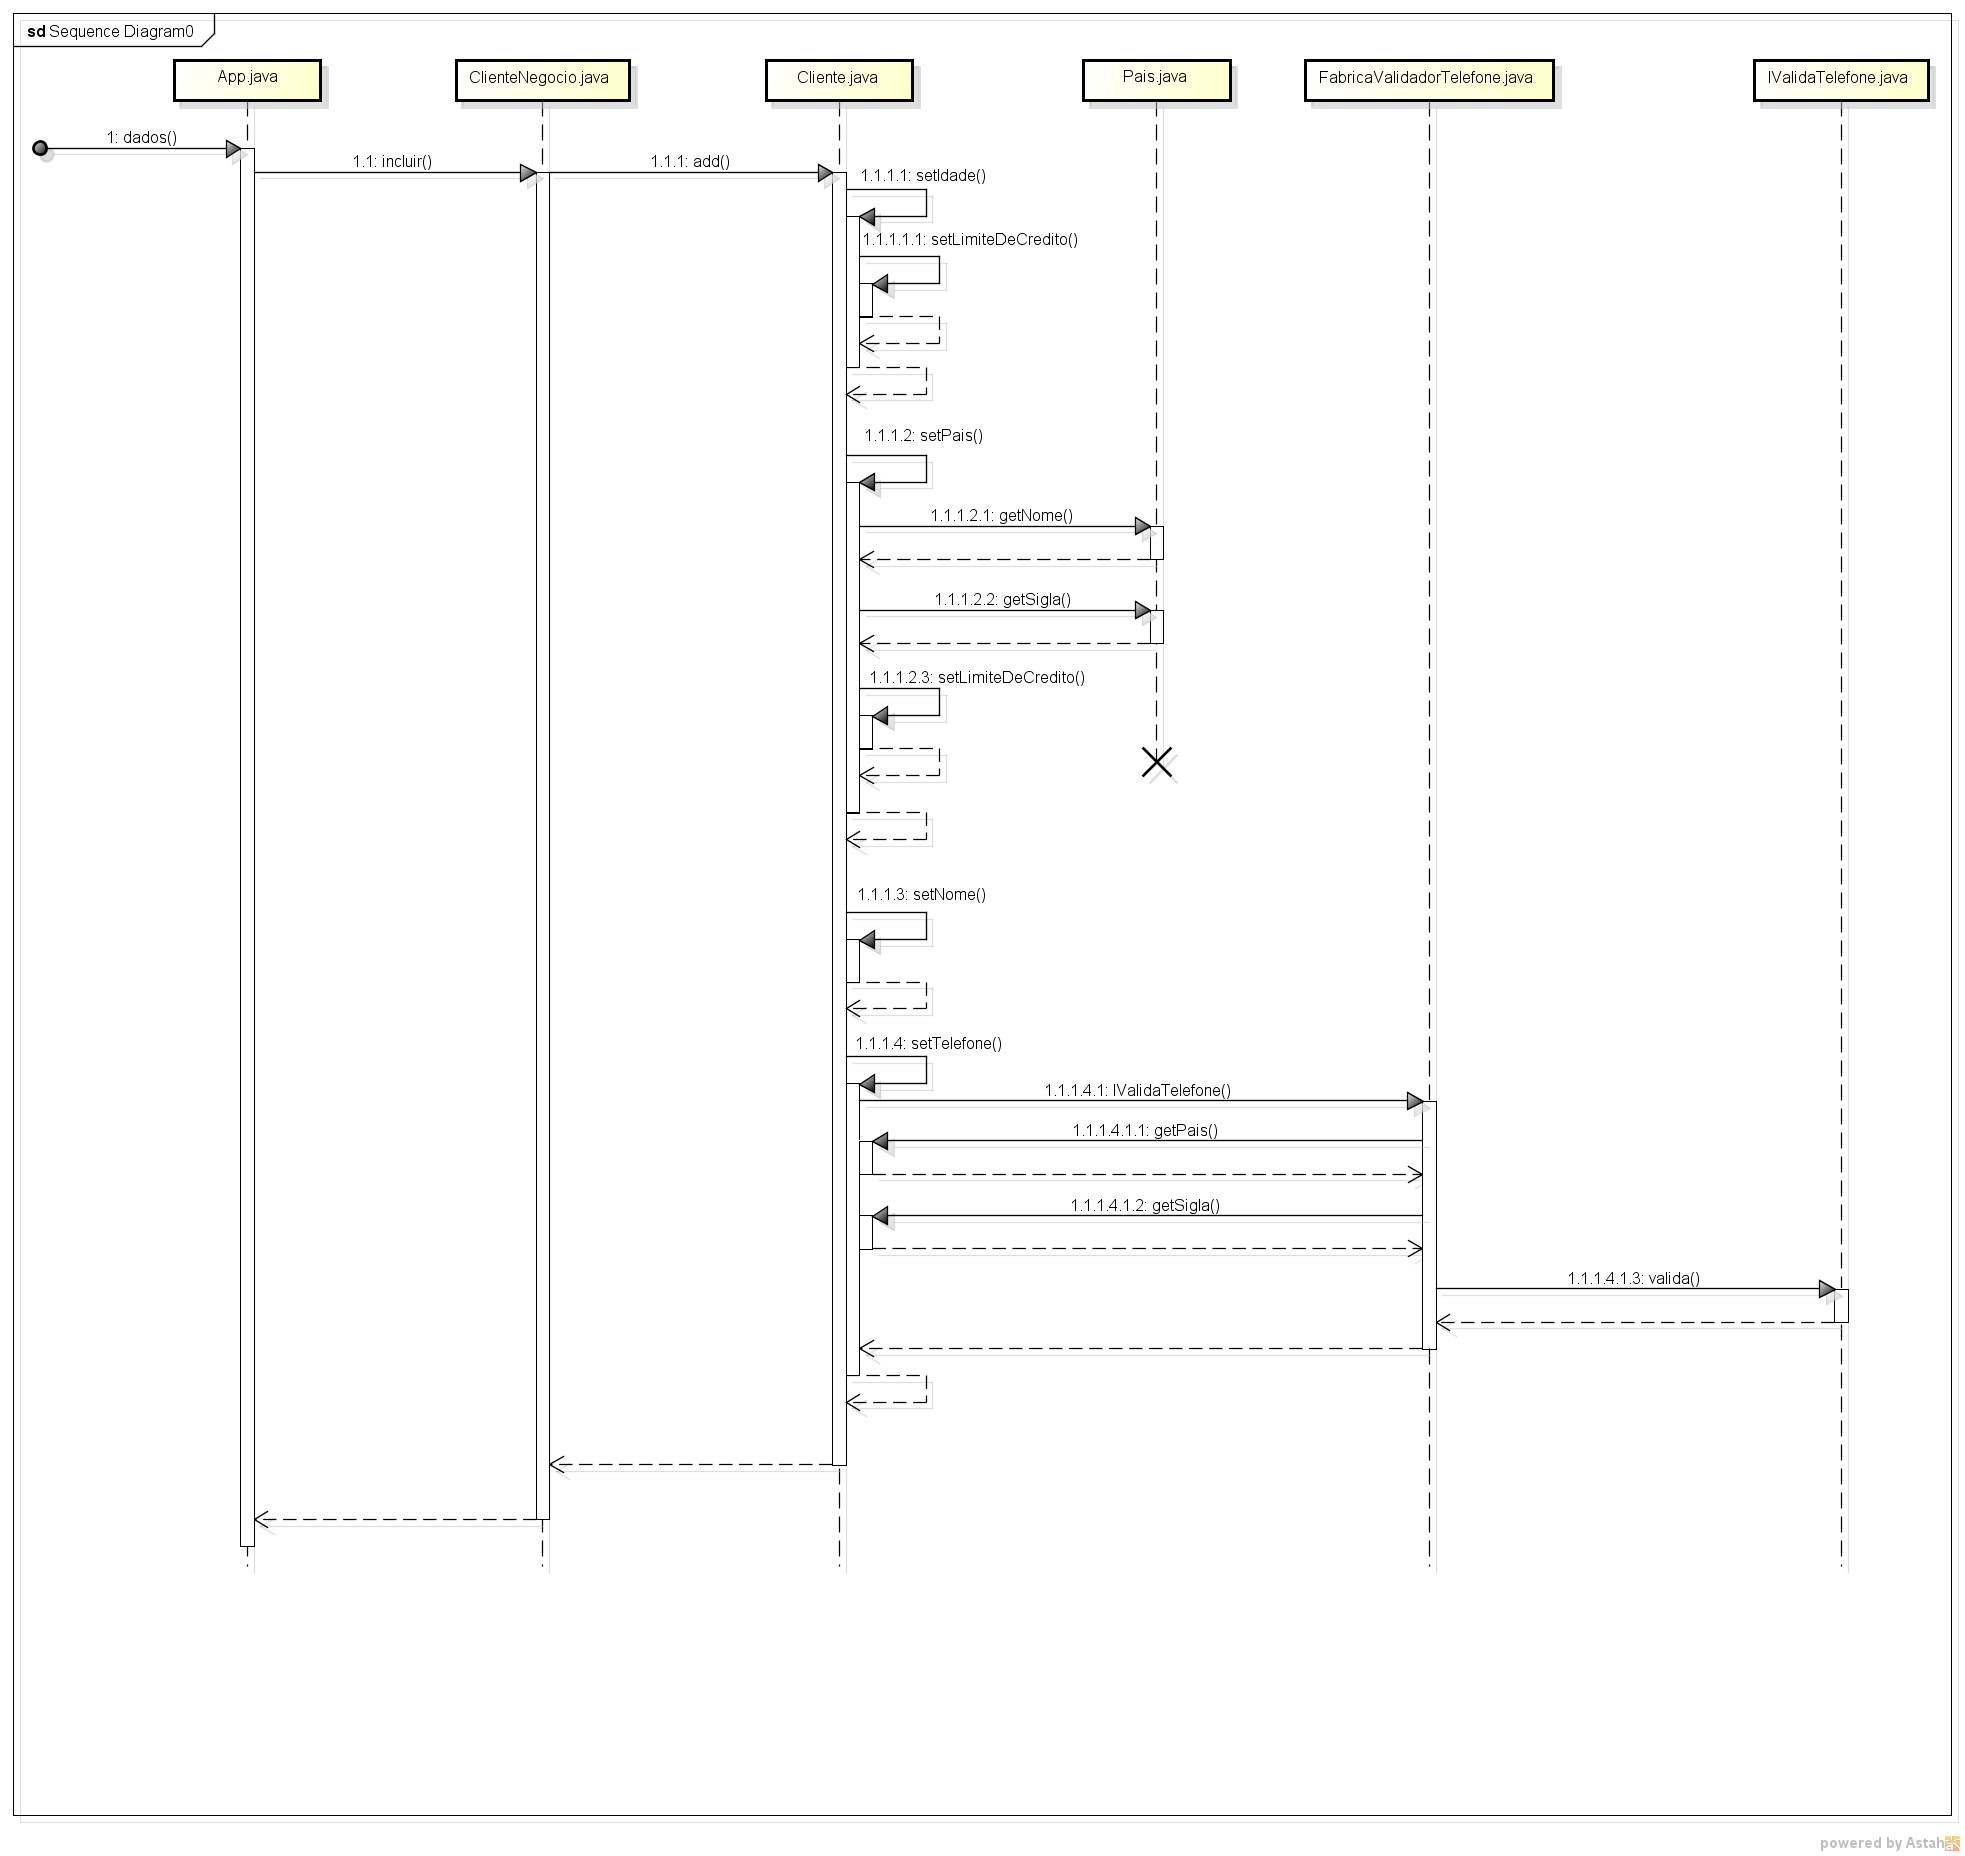 sd Sequence Diagram0
App.java
ClienteNegocio.java
Cliente.java
Pais.java
FabricaValidadorTelefone.java
IValidaTelefone.java
1: dados()
1.1: incluir()
1.1.1: add()
1.1.1.1: setIdade()
1.1.1.1.1: setLimiteDeCredito()
1.1.1.2: setPais()
1.1.1.2.1: getNome()
1.1.1.2.2: getSigla()
1.1.1.2.3: setLimiteDeCredito()
1.1.1.3: setNome()
1.1.1.4: setTelefone()
1.1.1.4.1: IValidaTelefone()
1.1.1.4.1.1: getPais()
1.1.1.4.1.2: getSigla()
1.1.1.4.1.3: valida()
powered by Astah